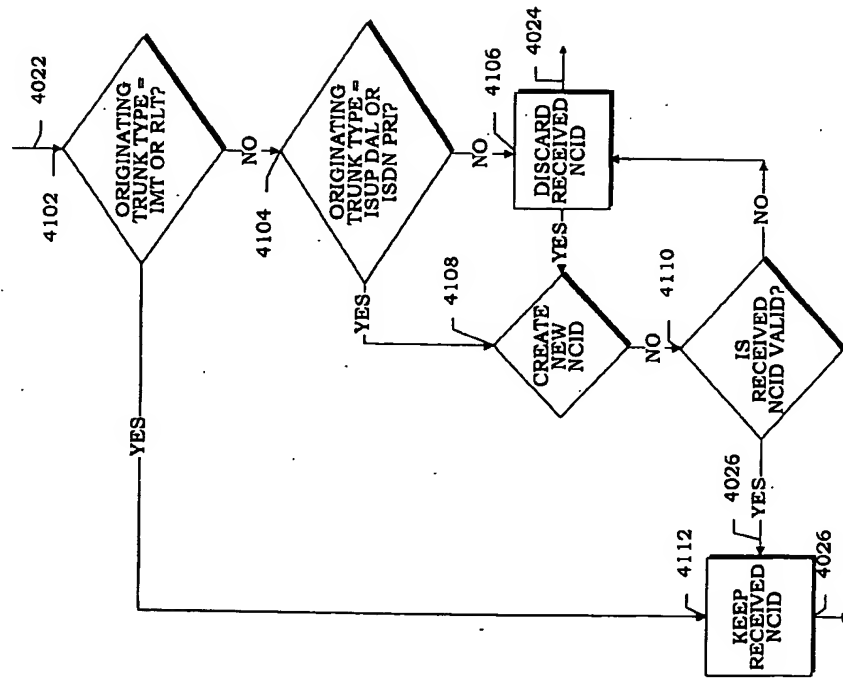 4022
4102
ORIGINATING
TRUNK TYPE =
IMT OR RLT?
YES
NO
4104
ORIGINATING
TRUNK TYPE =
ISUP DAL OR
ISDN PRI?
YES
NO
4106
4024
DISCARD
RECEIVED
NCID
YES
4108
CREATE
NEW
NCID
NO
4110
IS
RECEIVED
NCID VALID?
NO
4026
YES
4112
KEEP
RECEIVED
NCID
4026